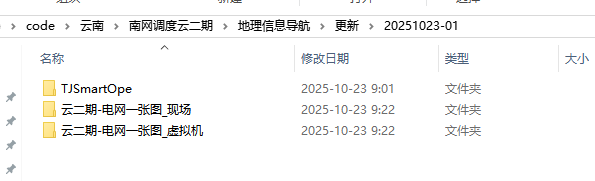 code > 云南 > 南网调度云二期 > 地理信息导航 > 更新 > 20251023-01
名称 修改日期 类型 大小
TJSmartOpe 2025-10-23 9:01 文件夹
云二期-电网一张图_现场 2025-10-23 9:22 文件夹
云二期-电网一张图_虚拟机 2025-10-23 9:22 文件夹